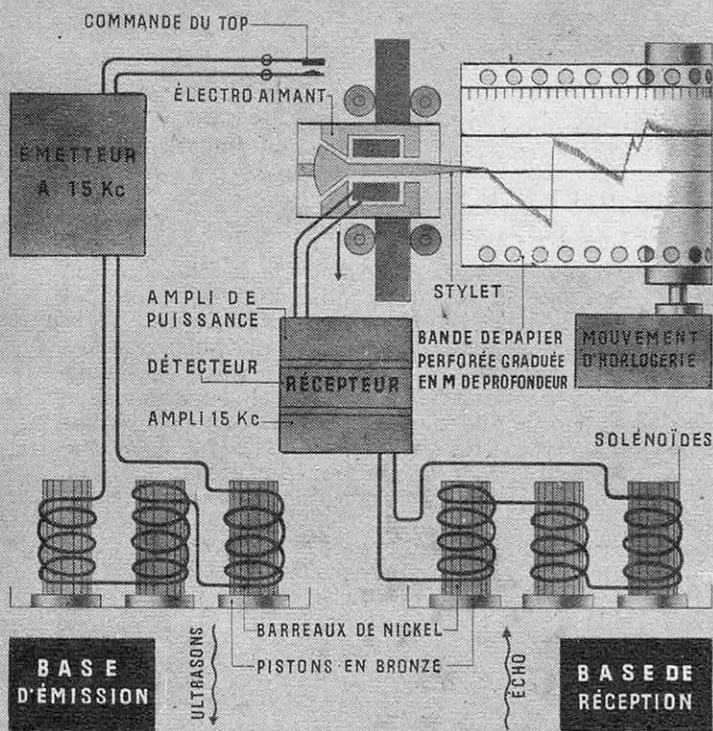 COMMANDE DU TOP
ÉLECTRO AIMANT
ÉMETTEUR
A 15 Kc
STYLET
AMPLI DE
PUISSANCE
DÉTECTEUR
RÉCEPTEUR
AMPLI 15 Kc
BANDE DE PAPIER
PERFORÉE GRADUÉE
EN M DE PROFONDEUR
MOUVEMENT
D'HORLOGERIE
SOLÉNOÏDES
BARREAUX DE NICKEL
PISTONS EN BRONZE
BASE
D'ÉMISSION
ULTRASONS
ÉCHO
BASE DE
RÉCEPTION